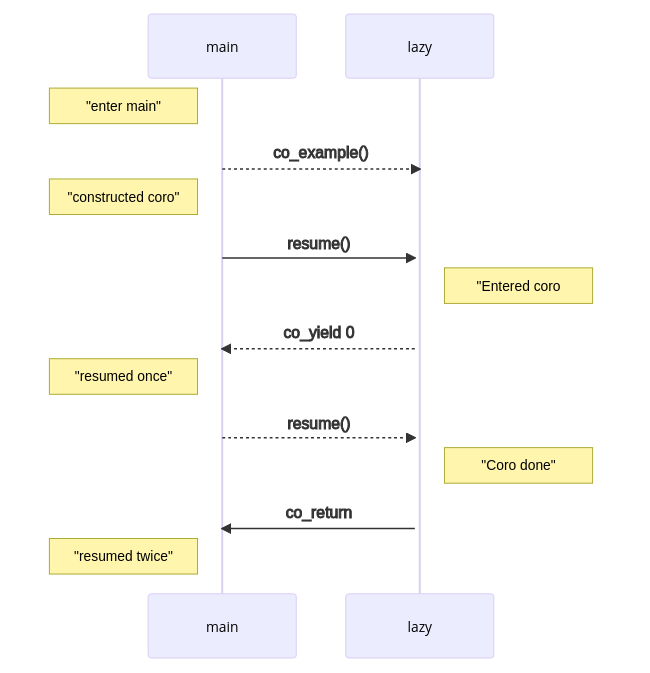 main
lazy
"enter main"
co_example()
"constructed coro"
resume()
"Entered coro
co_yield 0
"resumed once"
resume()
"Coro done"
co_return
"resumed twice"
main
lazy